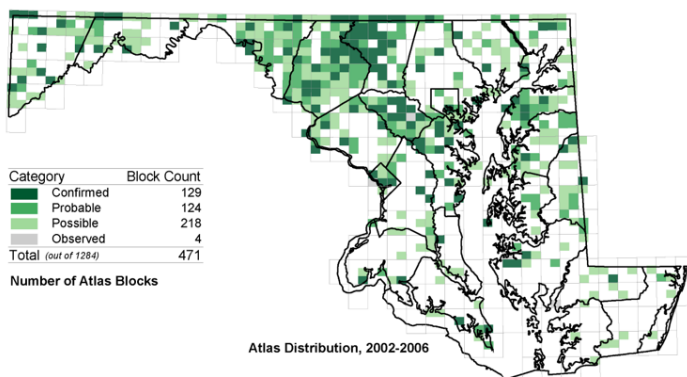 Category Block Count
Confirmed 129
Probable 124
Possible 218
Observed 4
Total (out of 1284) 471
Number of Atlas Blocks
Atlas Distribution, 2002-2006